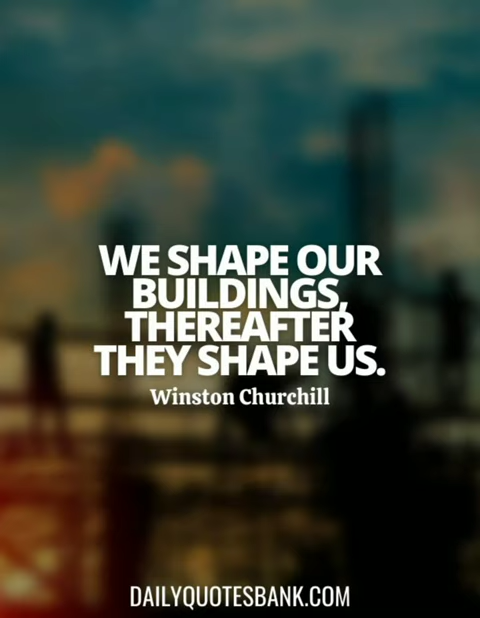 WE SHAPE OUR
BUILDINGS,
THEREAFTER
THEY SHAPE US.
Winston Churchill
DAILYQUOTESBANK.COM